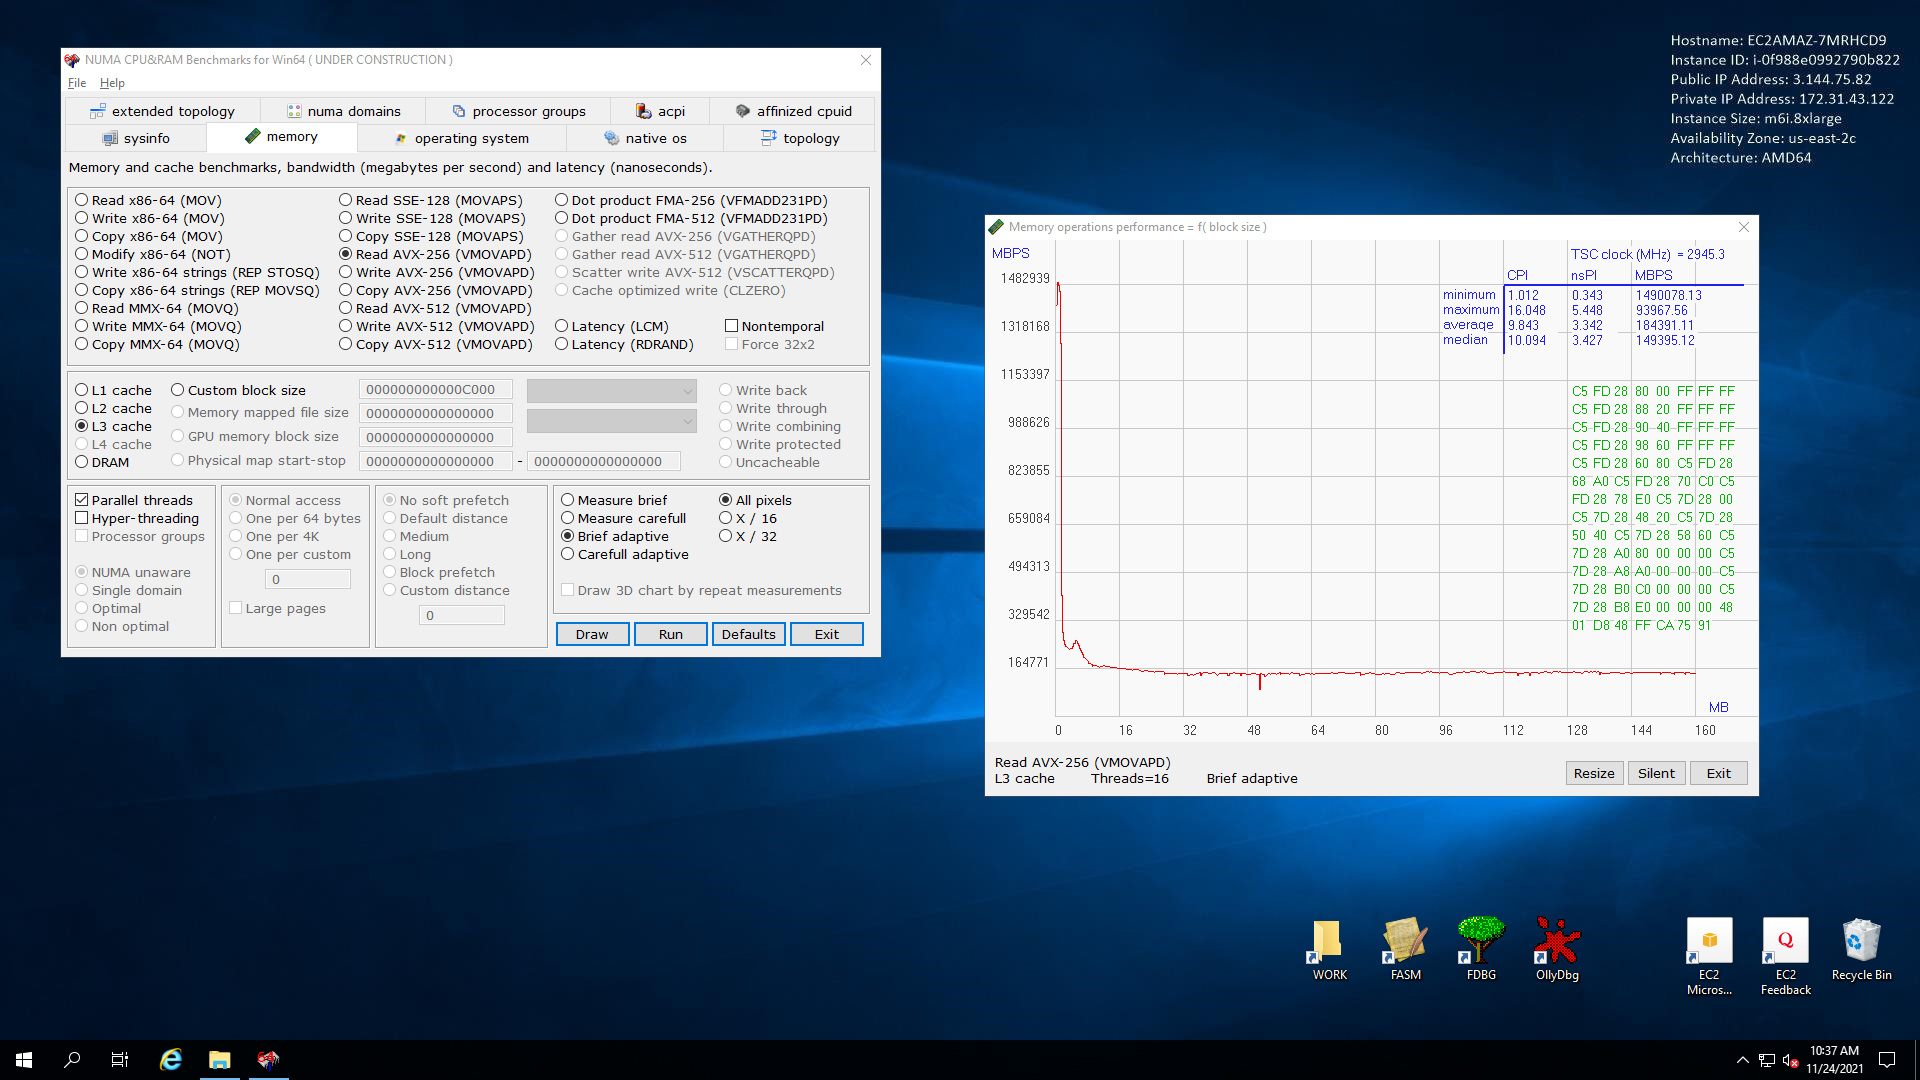 Hostname: EC2AMAZ-7MRHCD9
Instance ID: i-0f988e0992790b822
Public IP Address: 3.144.75.82
Private IP Address: 172.31.43.122
Instance Size: m6i.8xlarge
Availability Zone: us-east-2c
Architecture: AMD64
NUMA CPU&RAM Benchmarks for Win64 ( UNDER CONSTRUCTION )
File Help
extended topology numa domains processor groups acpi affinized cpuid
sysinfo memory operating system native os topology
Memory and cache benchmarks, bandwidth (megabytes per second) and latency (nanoseconds).
Read x86-64 (MOV) Read SSE-128 (MOVAPS) Dot product FMA-256 (VFMADD231PD)
Write x86-64 (MOV) Write SSE-128 (MOVAPS) Dot product FMA-512 (VFMADD231PD)
Copy x86-64 (MOV) Copy SSE-128 (MOVAPS) Gather read AVX-256 (VGATHERQPD)
Modify x86-64 (NOT) Read AVX-256 (VMOVAPD) Gather read AVX-512 (VGATHERQPD)
Write x86-64 strings (REP STOSQ) Write AVX-256 (VMOVAPD) Scatter write AVX-512 (VSCATTERQPD)
Copy x86-64 strings (REP MOVSQ) Copy AVX-256 (VMOVAPD) Cache optimized write (CLZERO)
Read MMX-64 (MOVQ) Read AVX-512 (VMOVAPD)
Write MMX-64 (MOVQ) Write AVX-512 (VMOVAPD) Latency (LCM) Nontemporal
Copy MMX-64 (MOVQ) Copy AVX-512 (VMOVAPD) Latency (RDRAND) Force 32x2
L1 cache Custom block size 000000000000C000 Write back
L2 cache Memory mapped file size 0000000000000000 Write through
L3 cache Write combining
L4 cache GPU memory block size 0000000000000000 Write protected
DRAM Physical map start-stop 0000000000000000 - 0000000000000000 Uncacheable
Parallel threads Normal access No soft prefetch Measure brief All pixels
Hyper-threading One per 64 bytes Default distance Measure carefull X / 16
Processor groups One per 4K Medium Brief adaptive X / 32
One per custom Long Carefull adaptive
NUMA unaware 0 Block prefetch
Single domain Custom distance Draw 3D chart by repeat measurements
Optimal Large pages 0
Non optimal
Draw Run Defaults Exit
Memory operations performance = f( block size )
MBPS TSC clock (MHz) = 2945.3
CPI nsPI MBPS
minimum 1.012 0.343 1490078.13
maximum 16.048 5.448 93967.56
average 9.843 3.342 184391.11
median 10.094 3.427 149395.12
1482939
1318168
1153397
988626
823855
659084
494313
329542
164771
C5 FD 28 80 00 FF FF FF
C5 FD 28 88 20 FF FF FF
C5 FD 28 90 40 FF FF FF
C5 FD 28 98 60 FF FF FF
C5 FD 28 60 80 C5 FD 28
68 A0 C5 FD 28 70 C0 C5
FD 28 78 E0 C5 7D 28 00
C5 7D 28 48 20 C5 7D 28
50 40 C5 7D 28 58 60 C5
7D 28 A0 80 00 00 00 C5
7D 28 A8 A0 00 00 00 C5
7D 28 B0 C0 00 00 00 C5
7D 28 B8 E0 00 00 00 48
01 D8 48 FF CA 75 91
MB
0 16 32 48 64 80 96 112 128 144 160
Read AVX-256 (VMOVAPD)
L3 cache Threads=16 Brief adaptive
Resize Silent Exit
WORK FASM FDBG OllyDbg EC2 Micros... EC2 Feedback Recycle Bin
10:37 AM
11/24/2021